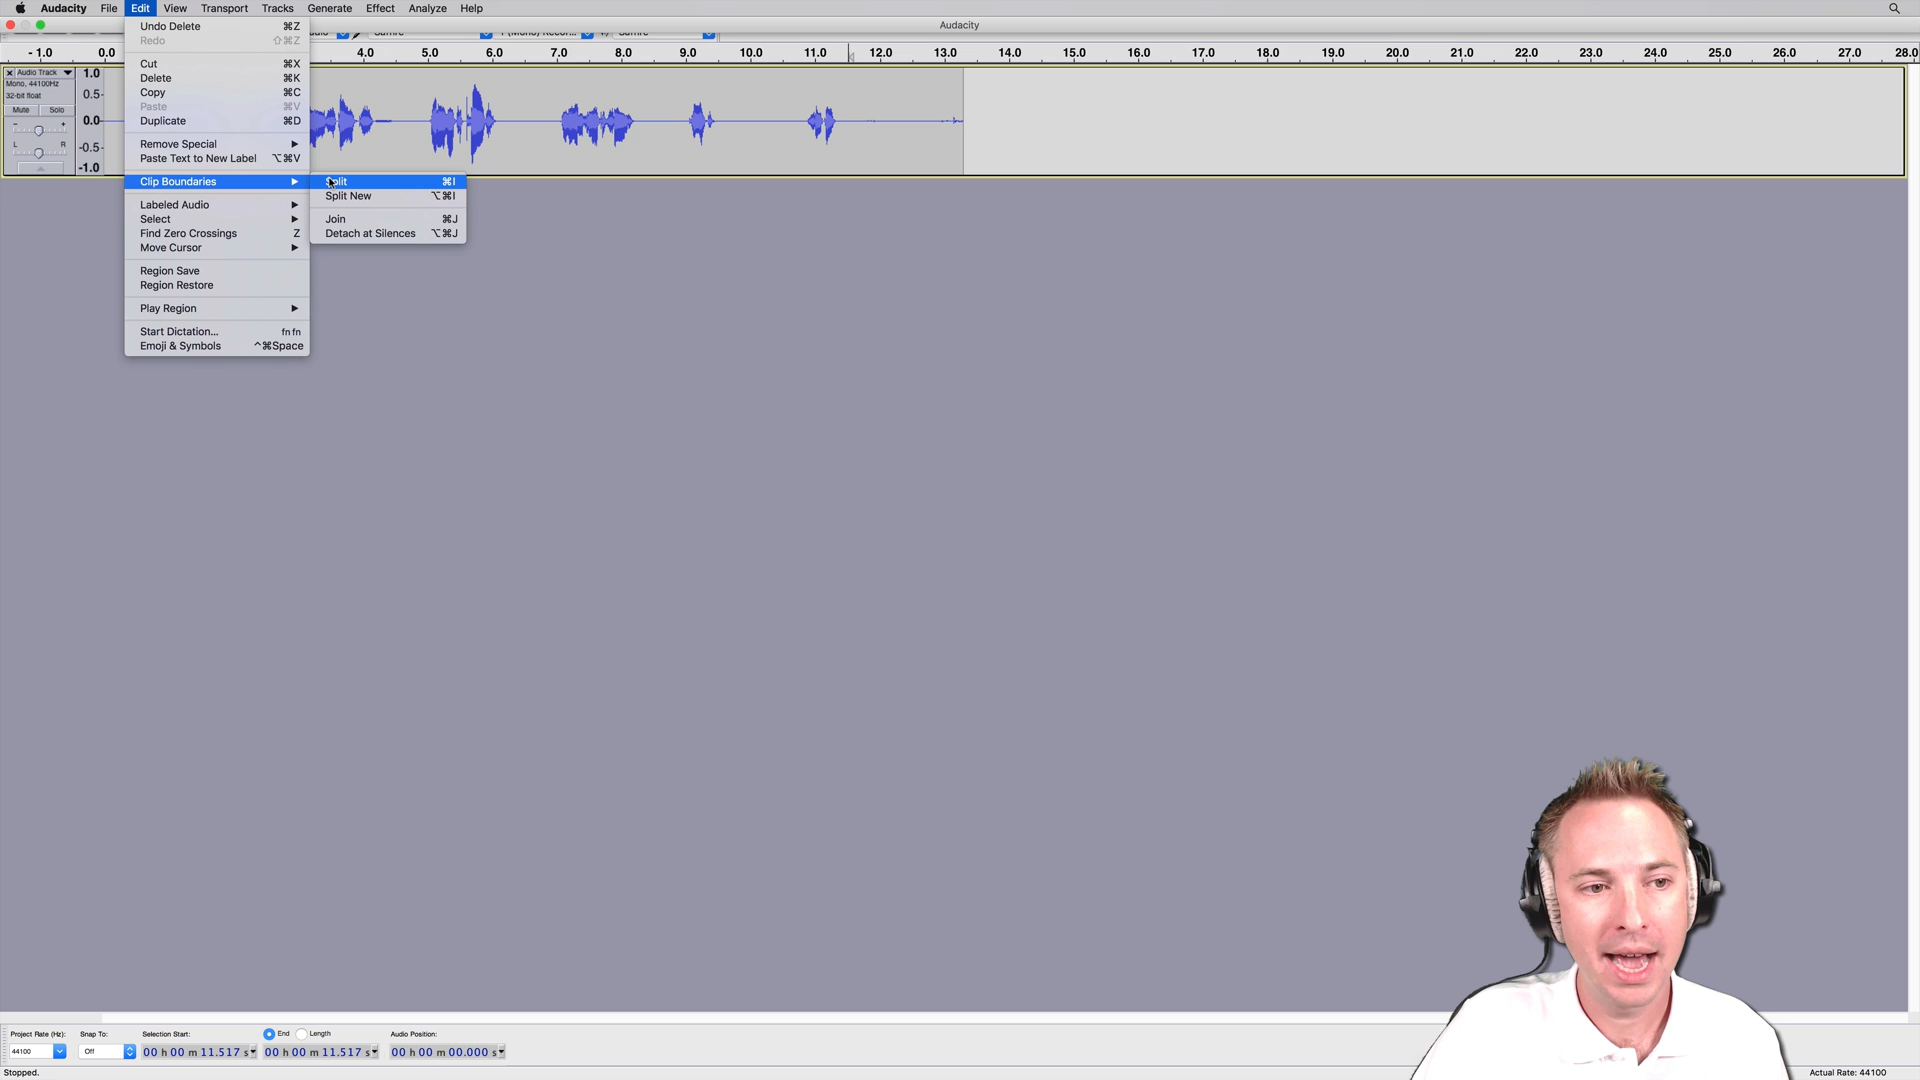 Audacity File Edit View Transport Tracks Generate Effect Analyze Help
Audacity
- 1.0 0.0 4.0 5.0 6.0 7.0 8.0 9.0 10.0 11.0 12.0 13.0 14.0 15.0 16.0 17.0 18.0 19.0 20.0 21.0 22.0 23.0 24.0 25.0 26.0 27.0 28.0
Audio Track
Mono, 44100Hz
32-bit float
Mute Solo
- +
L R
1.0
0.5-
0.0-
-0.5-
-1.0
Undo Delete ⌘Z
Redo ⇧⌘Z
Cut ⌘X
Delete ⌘K
Copy ⌘C
Paste ⌘V
Duplicate ⌘D
Remove Special
Paste Text to New Label ⌥⌘V
Clip Boundaries
Labeled Audio
Select
Find Zero Crossings Z
Move Cursor
Region Save
Region Restore
Play Region
Start Dictation... fn fn
Emoji & Symbols ^⌘Space
Split ⌘I
Split New ⌥⌘I
Join ⌘J
Detach at Silences ⌥⌘J
Project Rate (Hz): Snap To: Selection Start: End Length Audio Position:
44100 Off 00 h 00 m 11.517 s 00 h 00 m 11.517 s 00 h 00 m 00.000 s
Stopped. Actual Rate: 44100